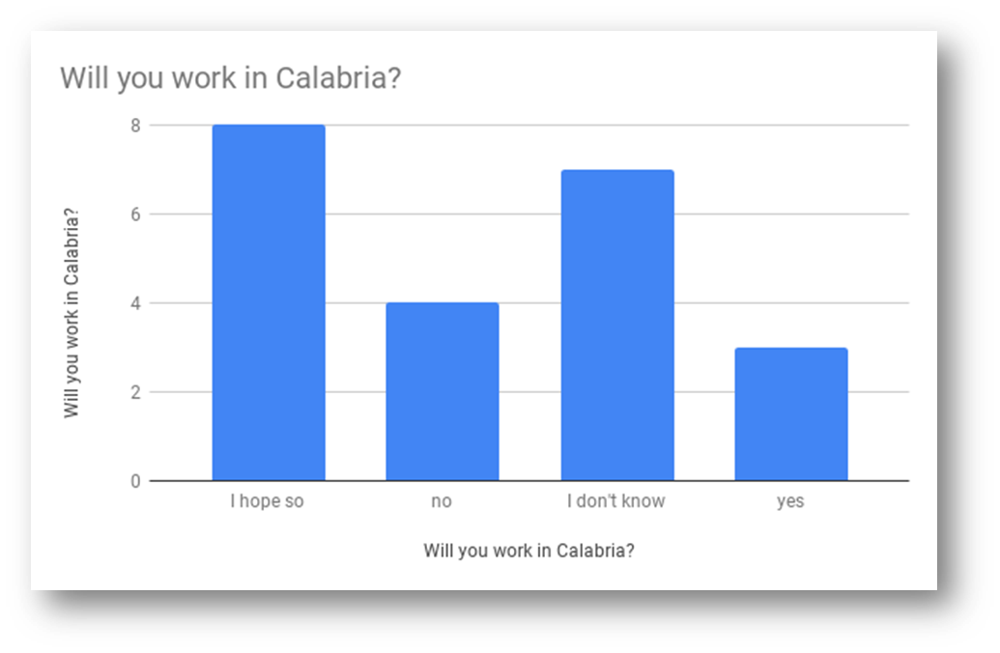 Will you work in Calabria?
Will you work in Calabria?
8
6
4
2
0
I hope so
no
I don't know
yes
Will you work in Calabria?